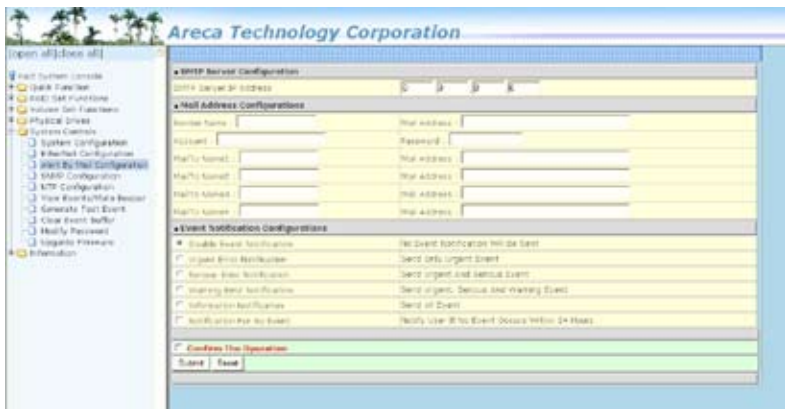 Areca Technology Corporation
[open all|close all]
Raid System Console
Quick Function
RAID Set Functions
Volume Set Functions
Physical Drives
System Controls
System Configuration
EtherNet Configuration
Alert By Mail Configuration
SNMP Configuration
NTP Configuration
View Events/Mute Beeper
Generate Test Event
Clear Event Buffer
Modify Password
Upgrade Firmware
Information
SMTP Server Configuration
SMTP Server IP Address
Mail Address Configurations
Sender Name : Mail Address :
Account : Password :
MailTo Name1 : Mail Address :
MailTo Name2 : Mail Address :
MailTo Name3 : Mail Address :
MailTo Name4 : Mail Address :
Event Notification Configurations
Disable Event Notification No Event Notification Will Be Sent
Urgent Error Notification Send Only Urgent Event
Serious Error Notification Send Urgent And Serious Event
Warning Error Notification Send Urgent, Serious And Warning Event
Information Notification Send All Event
Notification For No Event Notify User If No Event Occurs Within 24 Hours
Confirm The Operation
Submit Reset